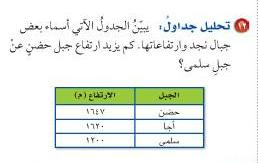 ١٢ تحليل جداول: يبيّنُ الجدولُ الآتي أسماءَ بعض
جبال نجد وارتفاعاتها. كم يزيد ارتفاع جبل حضنٍ عنْ
جبلِ سلمى؟
الجبل الارتفاع (م)
حضن ١٦٤٧
أجا ١٦٢٠
سلمى ١٢٠٠